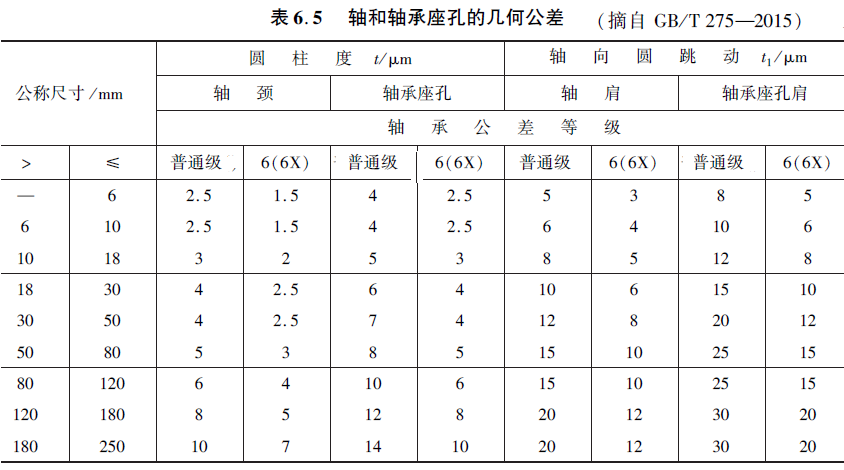 表 6.5 轴和轴承座孔的几何公差 (摘自 GB/T 275—2015)
圆柱度 t/μm 轴向圆跳动 t₁/μm
公称尺寸/mm 轴颈 轴承座孔 轴肩 轴承座孔肩
轴承公差等级
> ≤ 普通级 6(6X) 普通级 6(6X) 普通级 6(6X) 普通级 6(6X)
— 6 2.5 1.5 4 2.5 5 3 8 5
6 10 2.5 1.5 4 2.5 6 4 10 6
10 18 3 2 5 3 8 5 12 8
18 30 4 2.5 6 4 10 6 15 10
30 50 4 2.5 7 4 12 8 20 12
50 80 5 3 8 5 15 10 25 15
80 120 6 4 10 6 15 10 25 15
120 180 8 5 12 8 20 12 30 20
180 250 10 7 14 10 20 12 30 20